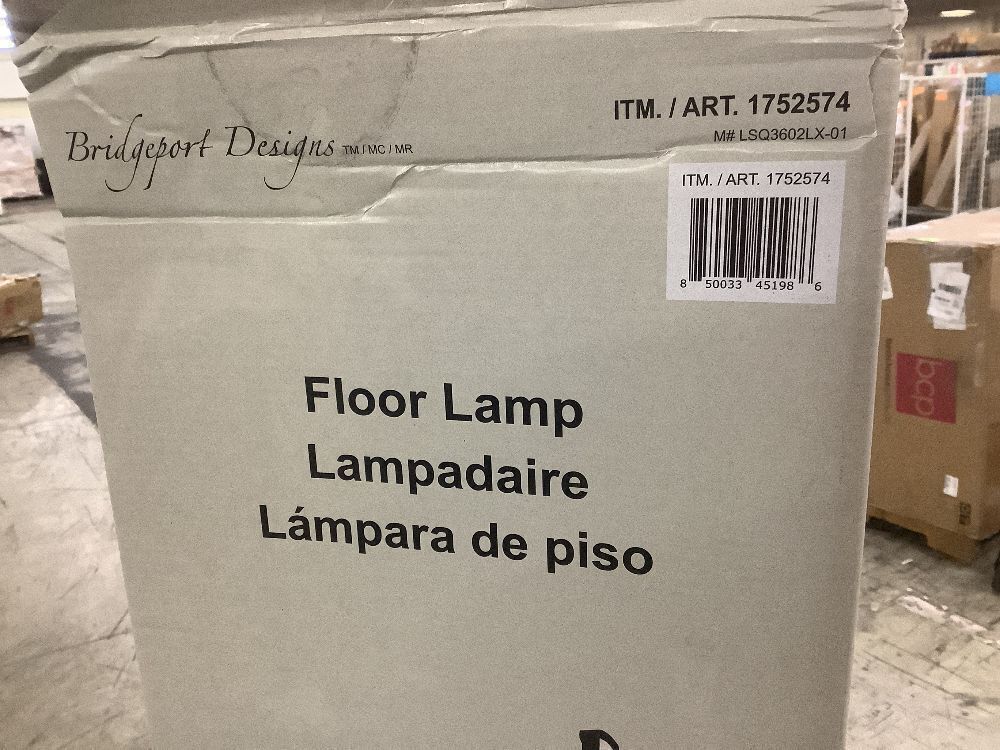 Bridgeport Designs TM / MC / MR
ITM. / ART. 1752574
M# LSQ3602LX-01
ITM. / ART. 1752574
8 50033 45198 6
Floor Lamp
Lampadaire
Lámpara de piso
bcp